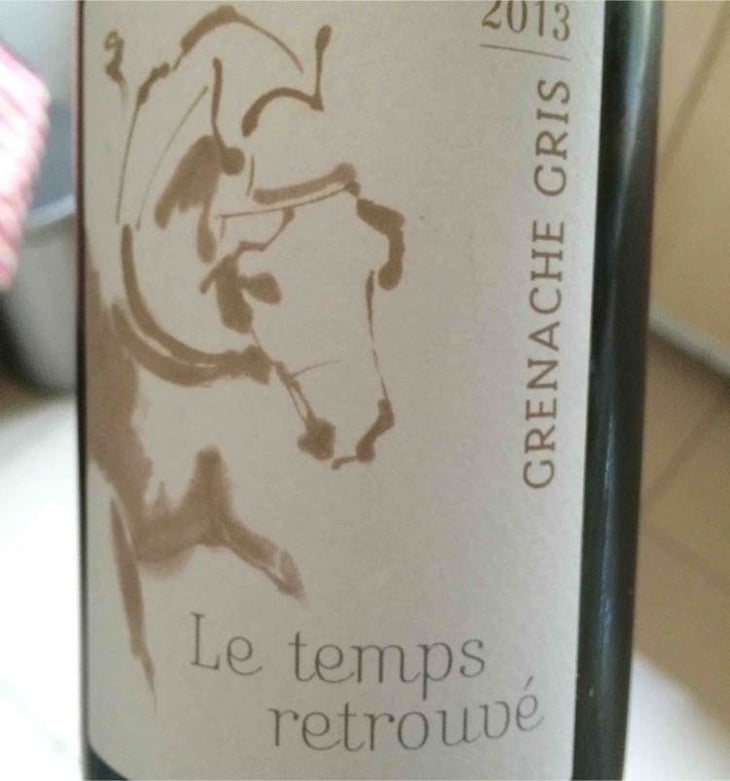 2013
GRENACHE GRIS
Le temps
retrouvé